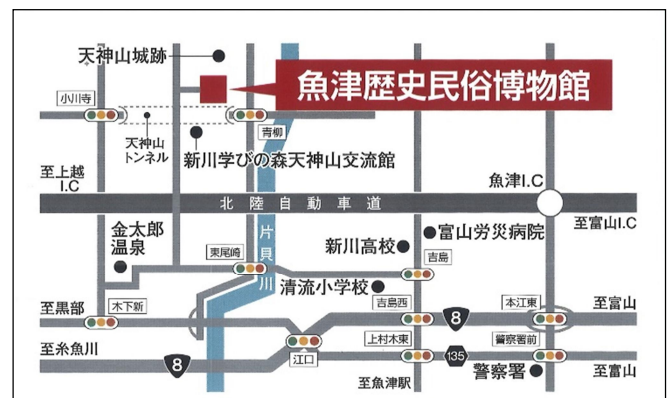 天神山城跡
魚津歴史民俗博物館
小川寺
青柳
天神山
トンネル
新川学びの森天神山交流館
至上越
I.C
魚津I.C
北陸自動車道
至富山I.C
金太郎
温泉
片貝川
東尾崎
新川高校
富山労災病院
吉島
清流小学校
至黒部
木下新
吉島西
8
本江東
至富山
至糸魚川
8
江口
上村木東
135
警察署前
至魚津駅
警察署
至富山